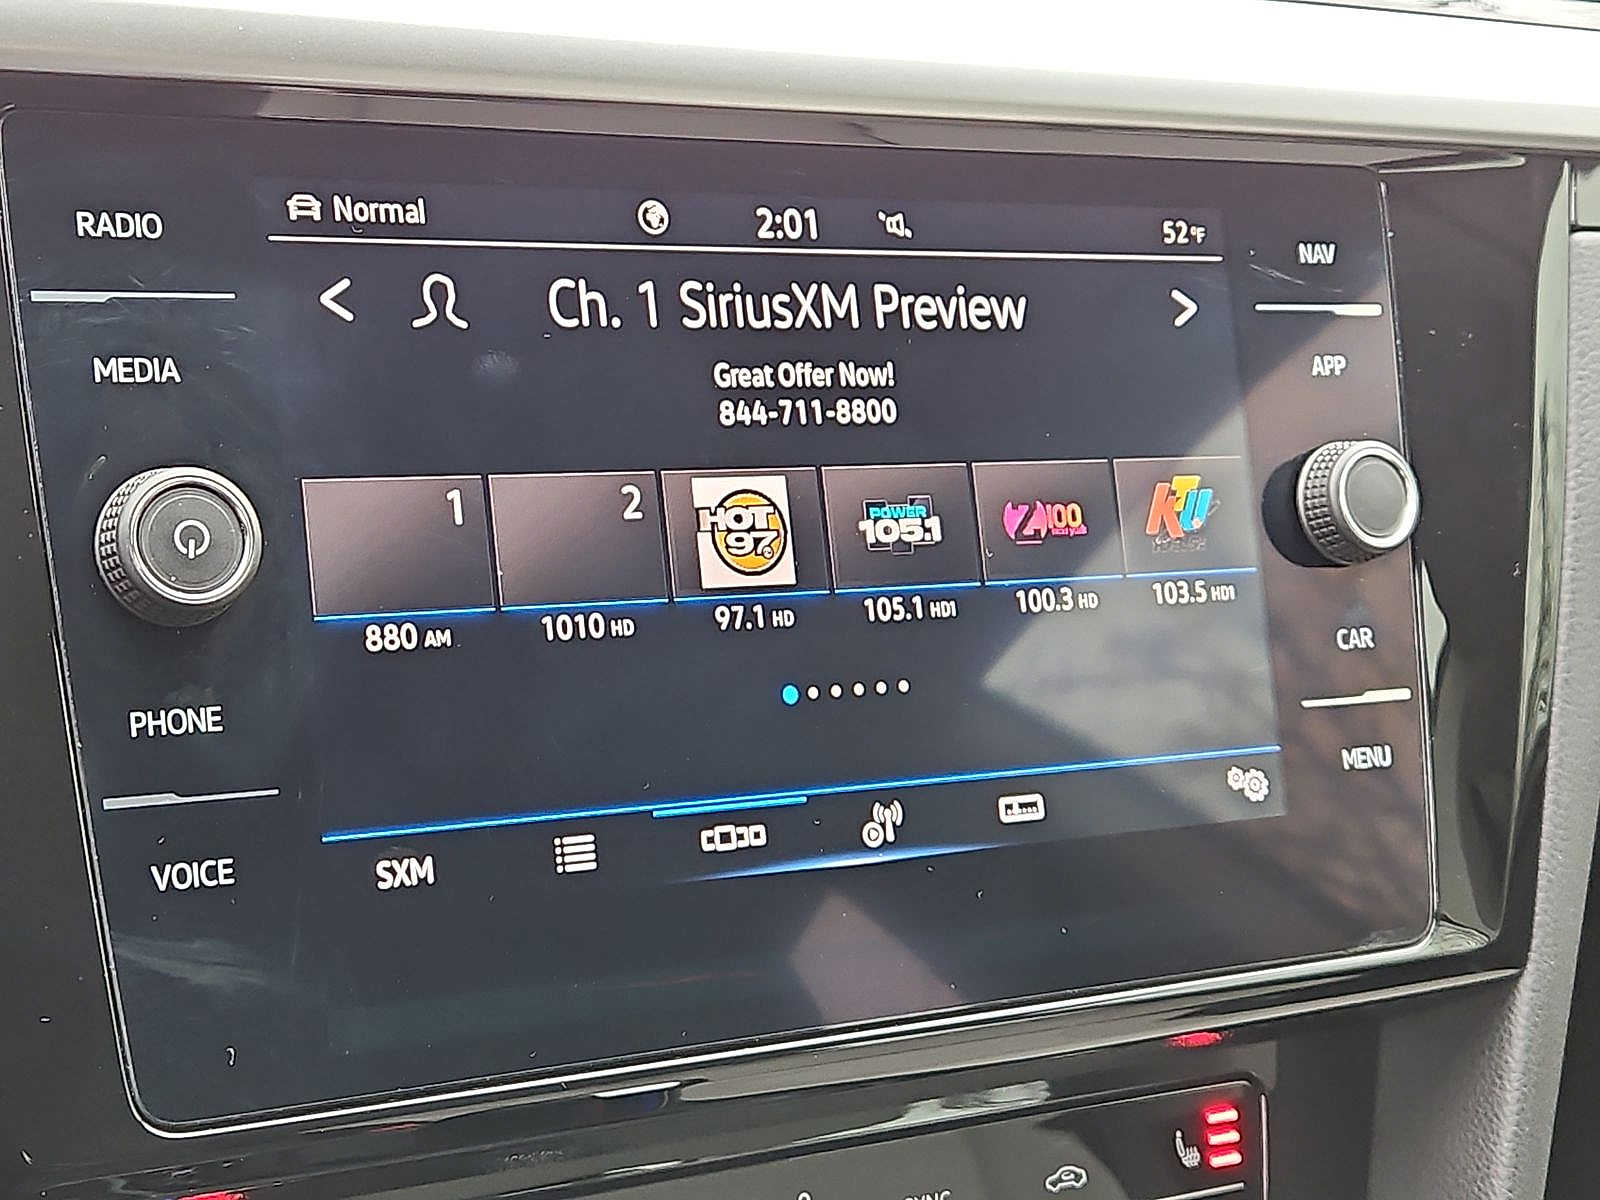 RADIO
MEDIA
PHONE
VOICE
Normal
2:01
52°F
Ch. 1 SiriusXM Preview
Great Offer Now!
844-711-8800
1
2
HOT
97
POWER
105.1
Z100
KTU
880 AM
1010 HD
97.1 HD
105.1 HD1
100.3 HD
103.5 HD1
SXM
NAV
APP
CAR
MENU
SYNC